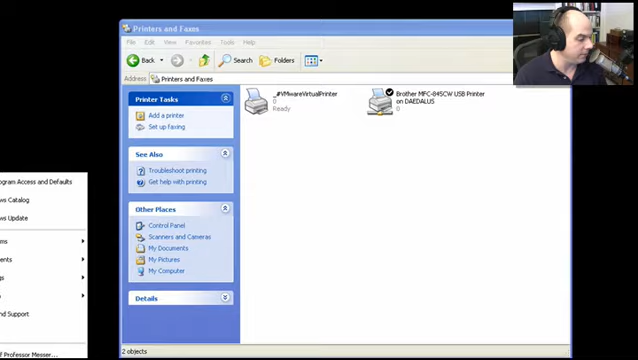 Printers and Faxes
File Edit View Favorites Tools Help
Back Search Folders
Address Printers and Faxes
Printer Tasks
Add a printer
Set up faxing
See Also
Troubleshoot printing
Get help with printing
Other Places
Control Panel
Scanners and Cameras
My Documents
My Pictures
My Computer
Details
2 objects
_#VMwareVirtualPrinter
0
Ready
Brother MFC-845CW USB Printer
on DAEDALUS
0
ogram Access and Defaults
ws Catalog
ws Update
ms
ents
gs
nd Support
f Professor Messer...